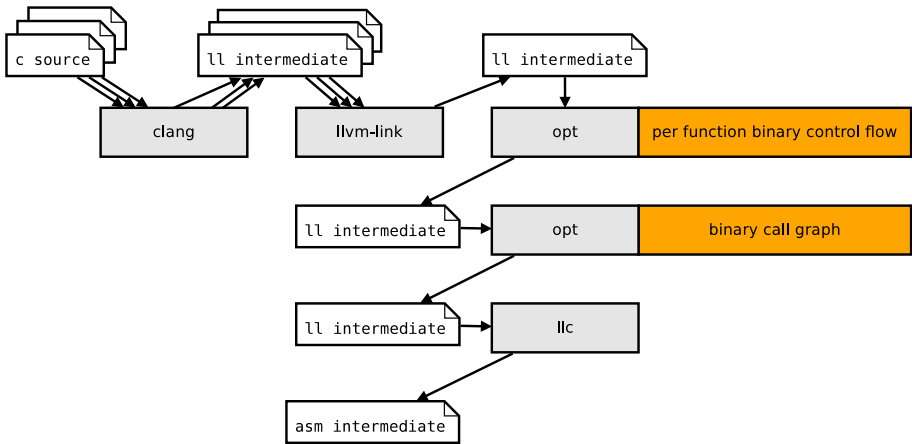 c source
ll intermediate
ll intermediate
clang
llvm-link
opt
per function binary control flow
ll intermediate
opt
binary call graph
ll intermediate
llc
asm intermediate